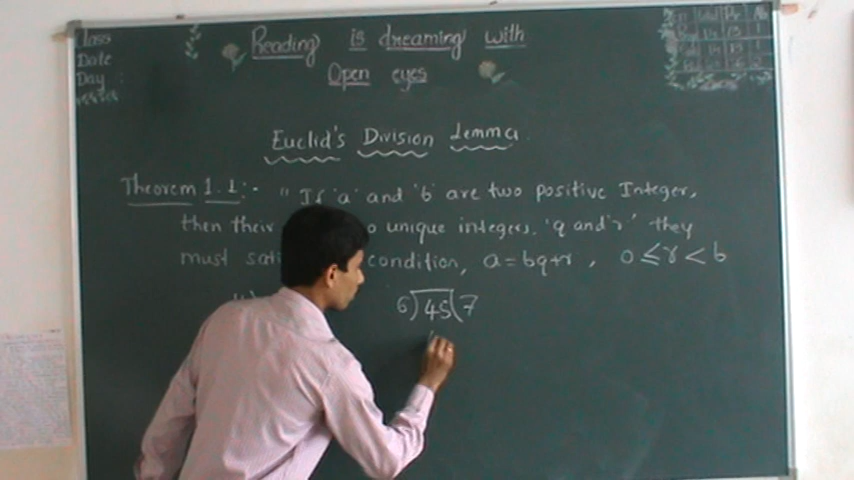 Class
Date
Day :
Reading is dreaming with
Open eyes
Euclid's Division Lemma
Theorem 1.1:- " If 'a' and 'b' are two positive Integer,
then their unique integers, 'q and r' they
must condition, a=bq+r, 0≤r<b
6)45(7